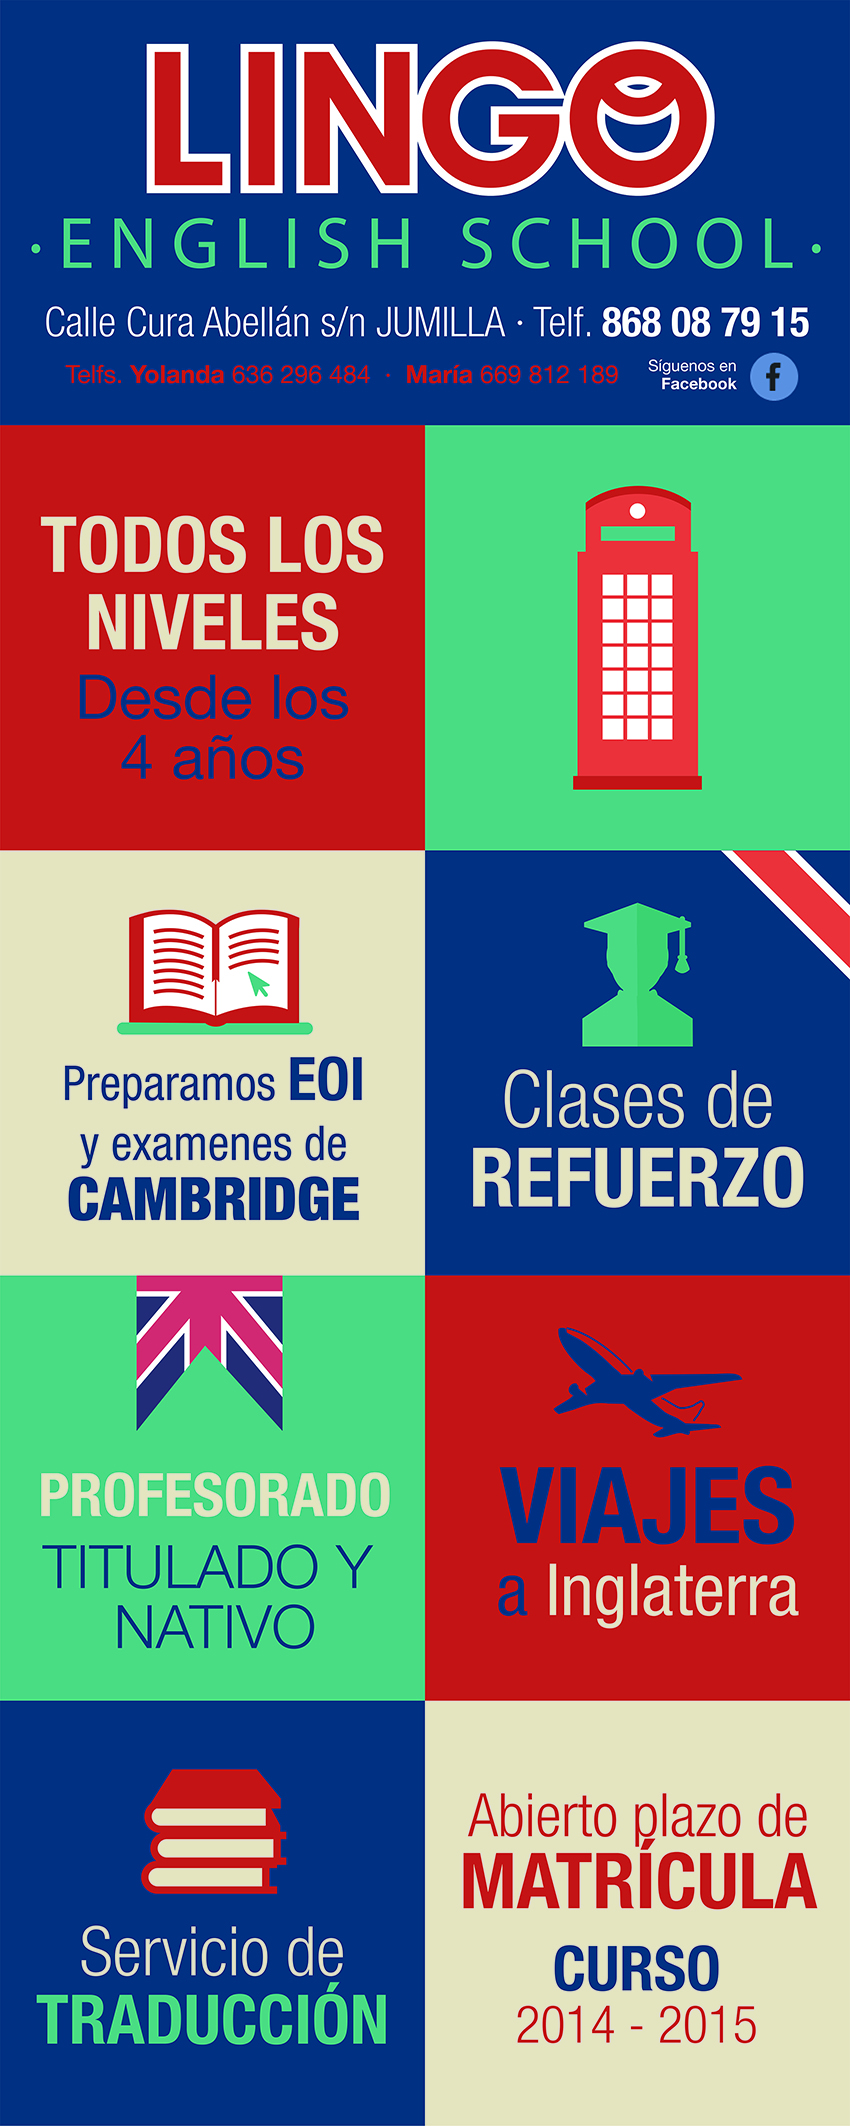 LINGO
· ENGLISH SCHOOL ·
Calle Cura Abellán s/n JUMILLA · Telf. 868 08 79 15
Telfs. Yolanda 636 296 484 · María 669 812 189
Síguenos en
Facebook
TODOS LOS
NIVELES
Desde los
4 años
Preparamos EOI
y examenes de
CAMBRIDGE
Clases de
REFUERZO
PROFESORADO
TITULADO Y
NATIVO
VIAJES
a Inglaterra
Servicio de
TRADUCCIÓN
Abierto plazo de
MATRÍCULA
CURSO
2014 - 2015